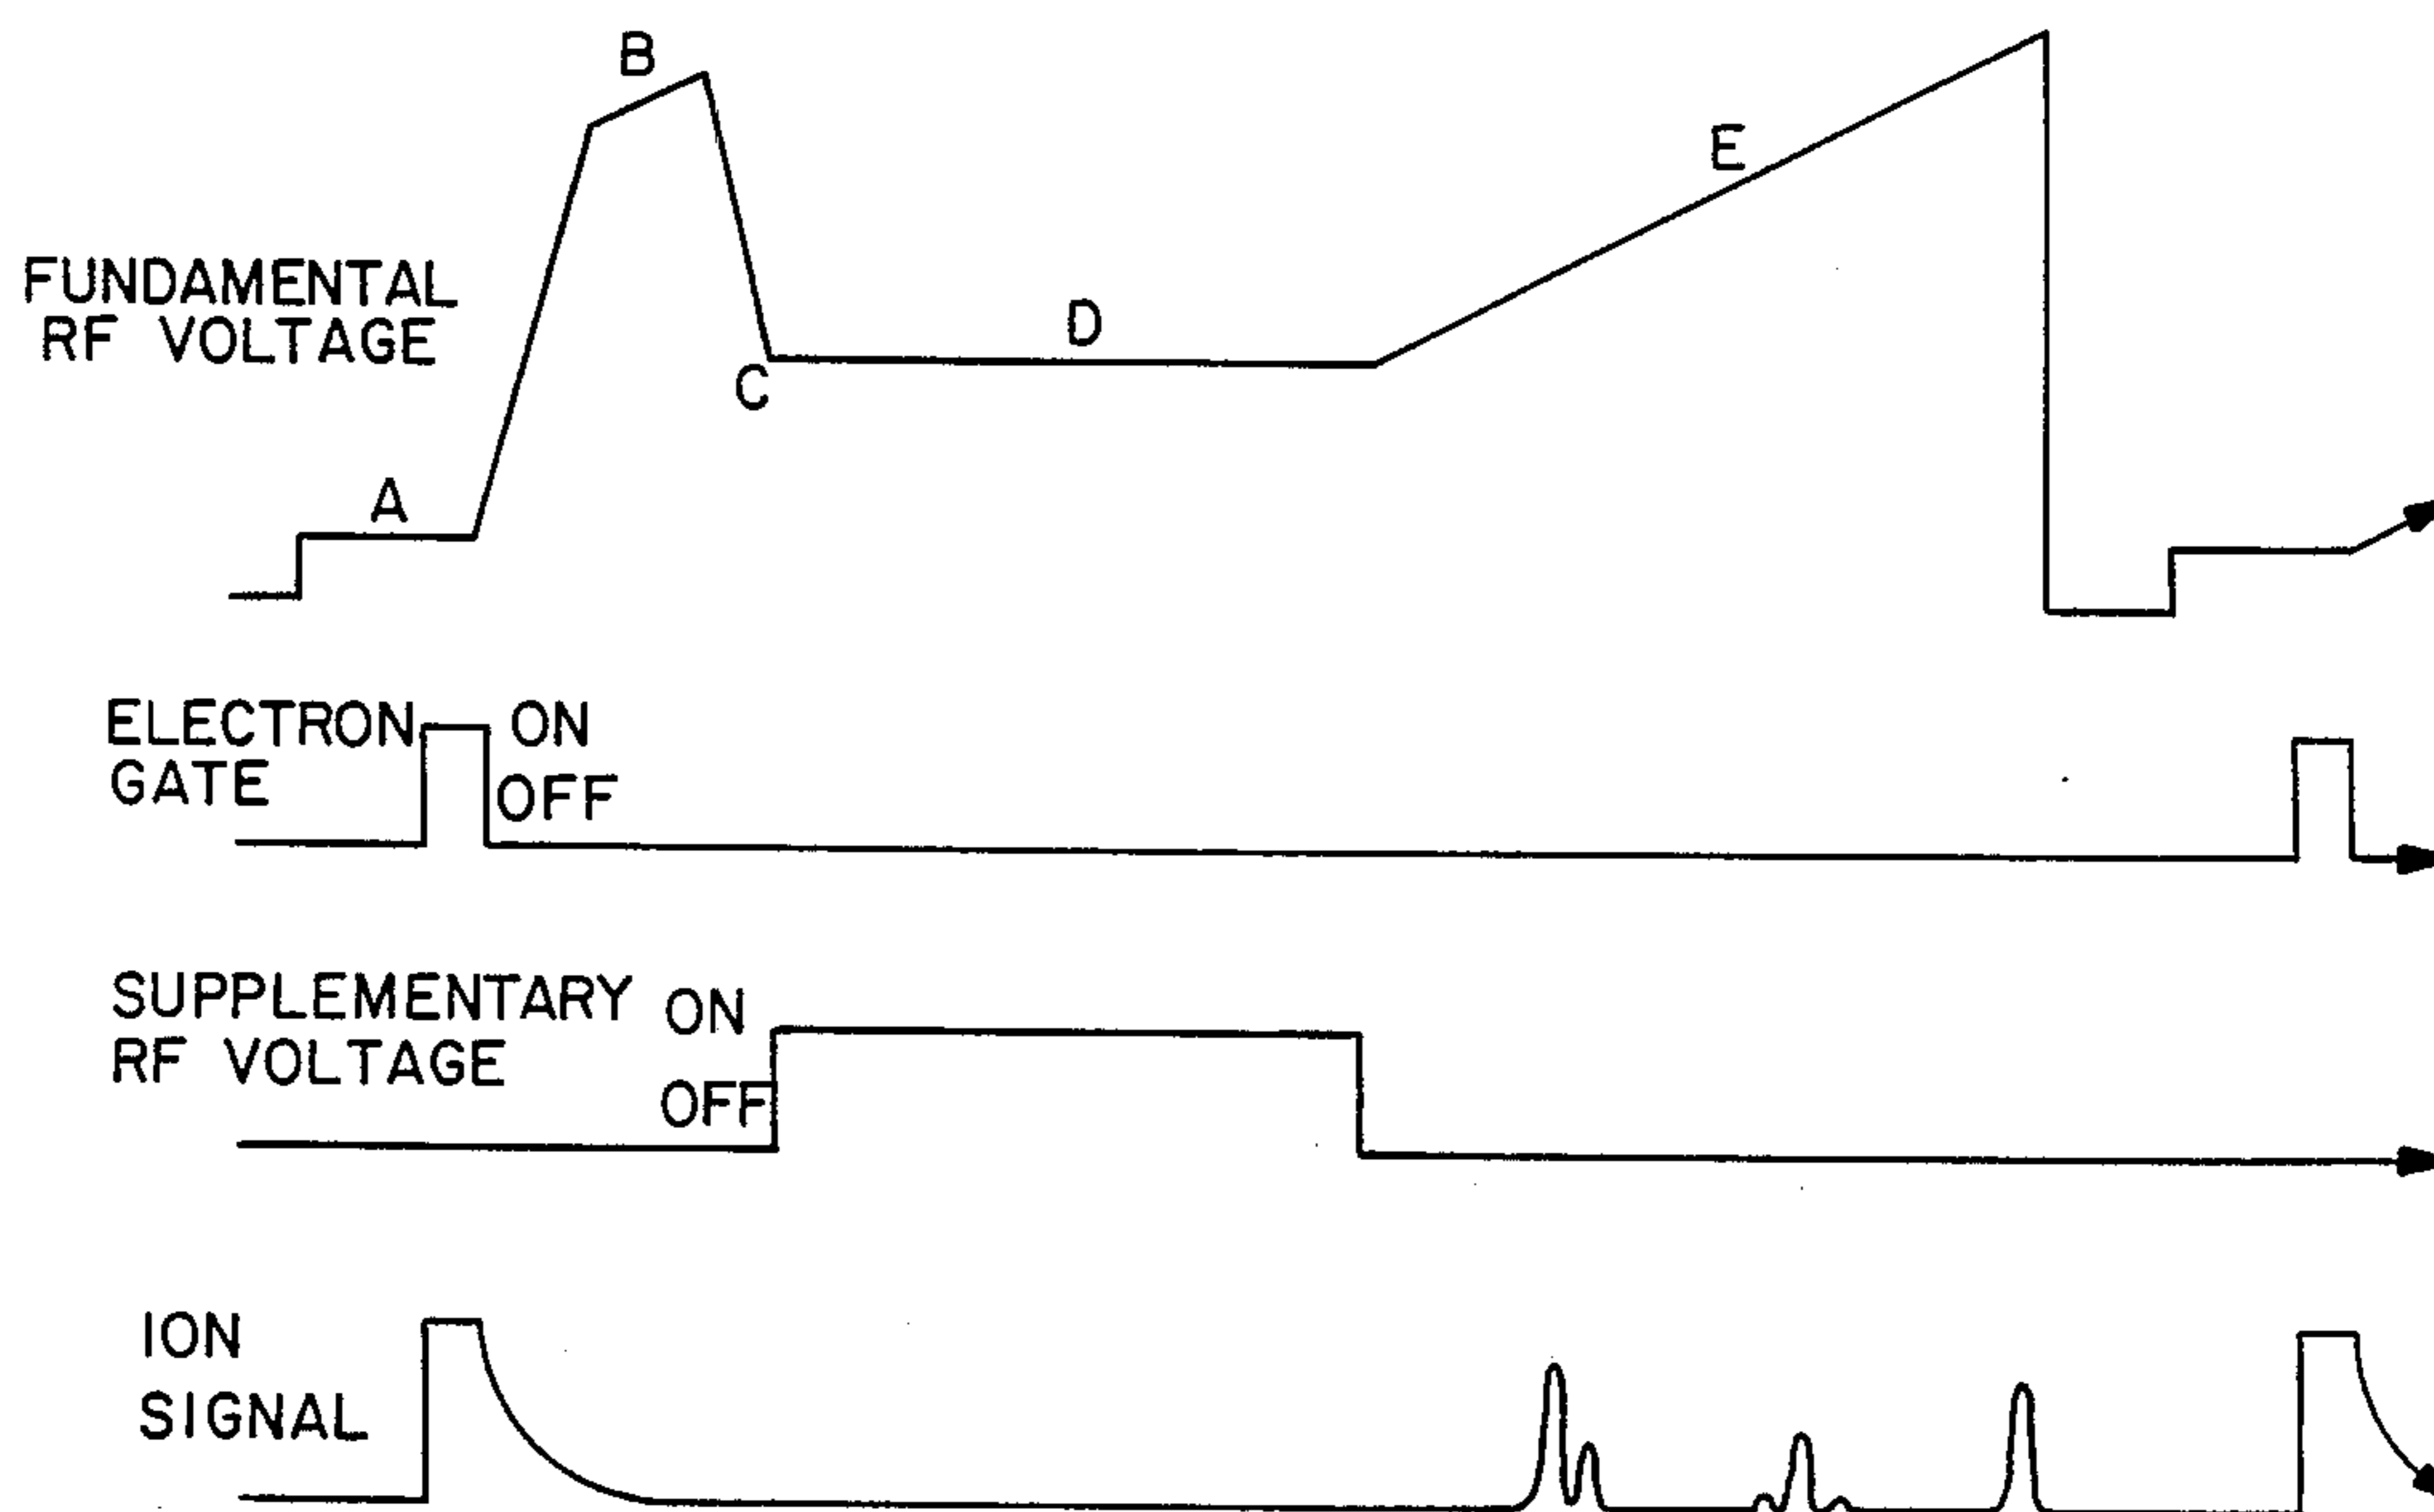 B
E
FUNDAMENTAL
RF VOLTAGE
D
C
A
ELECTRON ON
GATE OFF
SUPPLEMENTARY ON
RF VOLTAGE
OFF
ION
SIGNAL